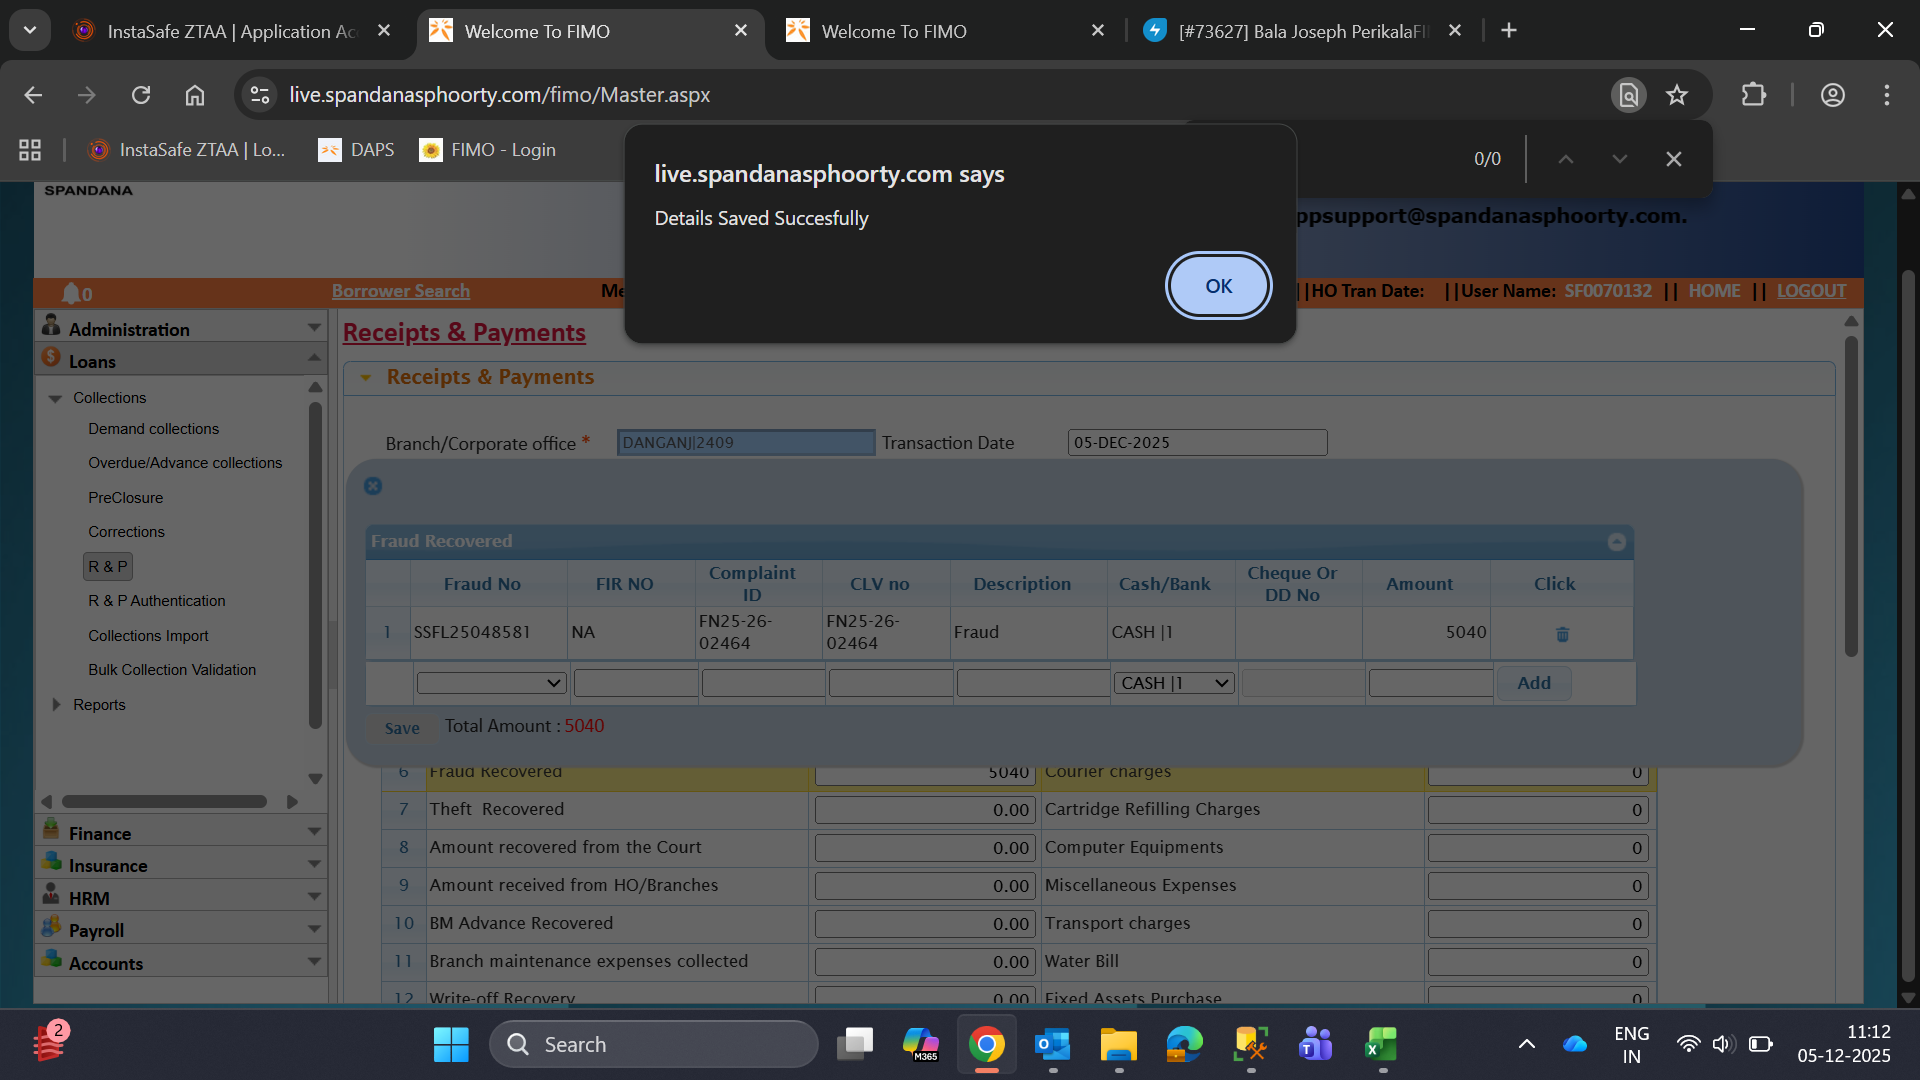 InstaSafe ZTAA | Application Ac
Welcome To FIMO
Welcome To FIMO
[#73627] Bala Joseph PerikalaFI
live.spandanasphoorty.com/fimo/Master.aspx
InstaSafe ZTAA | Lo...
DAPS
FIMO - Login
0/0
live.spandanasphoorty.com says
Details Saved Succesfully
OK
SPANDANA
ppsupport@spandanasphoorty.com.
0
Borrower Search
Me
||HO Tran Date: ||User Name: SF0070132 || HOME || LOGOUT
Administration
Loans
Collections
Demand collections
Overdue/Advance collections
PreClosure
Corrections
R & P
R & P Authentication
Collections Import
Bulk Collection Validation
Reports
Finance
Insurance
HRM
Payroll
Accounts
Receipts & Payments
Receipts & Payments
Branch/Corporate office * DANGANJ|2409 Transaction Date 05-DEC-2025
Fraud Recovered
Fraud No FIR NO Complaint ID CLV no Description Cash/Bank Cheque Or DD No Amount Click
1 SSFL25048581 NA FN25-26-02464 FN25-26-02464 Fraud CASH |1 5040
CASH |1 Add
Save Total Amount : 5040
6 Fraud Recovered 5040 Courier charges 0
7 Theft Recovered 0.00 Cartridge Refilling Charges 0
8 Amount recovered from the Court 0.00 Computer Equipments 0
9 Amount received from HO/Branches 0.00 Miscellaneous Expenses 0
10 BM Advance Recovered 0.00 Transport charges 0
11 Branch maintenance expenses collected 0.00 Water Bill 0
12 Write-off Recovery 0.00 Fixed Assets Purchase 0
2
Search
M365
ENG
IN
11:12
05-12-2025